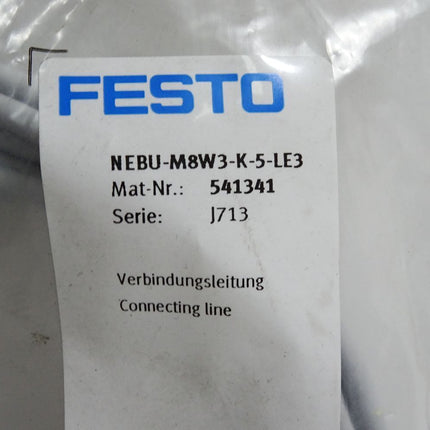 FESTO
NEBU-M8W3-K-5-LE3
Mat-Nr.: 541341
Serie: J713
Verbindungsleitung
Connecting line